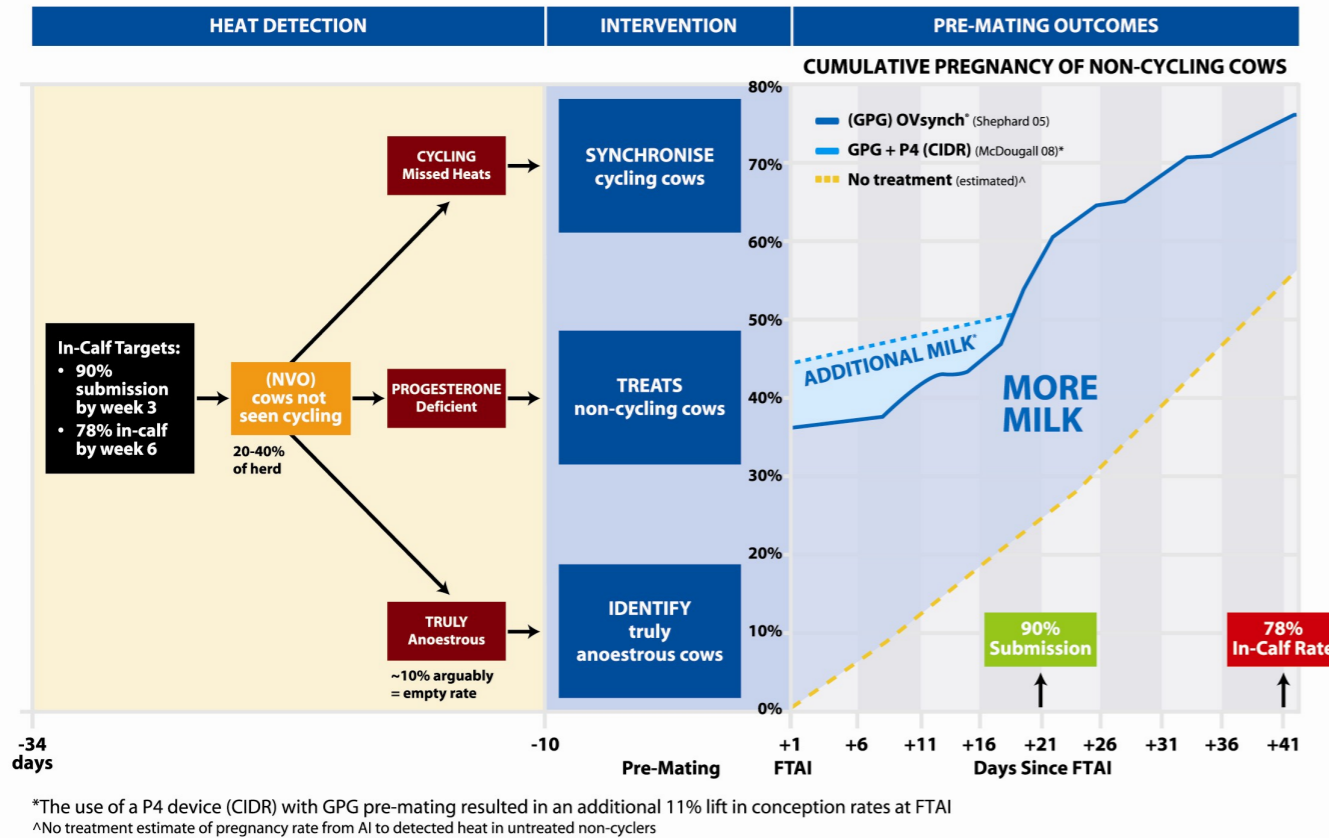 HEAT DETECTION
INTERVENTION
PRE-MATING OUTCOMES
CUMULATIVE PREGNANCY OF NON-CYCLING COWS
In-Calf Targets:
• 90%
submission
by week 3
• 78% in-calf
by week 6
(NVO)
cows not
seen cycling
20-40%
of herd
CYCLING
Missed Heats
PROGESTERONE
Deficient
TRULY
Anoestrous
~10% arguably
= empty rate
SYNCHRONISE
cycling cows
TREATS
non-cycling cows
IDENTIFY
truly
anoestrous cows
80%
70%
60%
50%
40%
30%
20%
10%
0%
(GPG) OVsynch* (Shephard 05)
GPG + P4 (CIDR) (McDougall 08)*
No treatment (estimated)^
ADDITIONAL MILK*
MORE
MILK
90%
Submission
78%
In-Calf Rate
-34
days
-10
Pre-Mating
+1
FTAI
+6
+11
+16
+21
+26
+31
+36
+41
Days Since FTAI
*The use of a P4 device (CIDR) with GPG pre-mating resulted in an additional 11% lift in conception rates at FTAI
^No treatment estimate of pregnancy rate from AI to detected heat in untreated non-cyclers